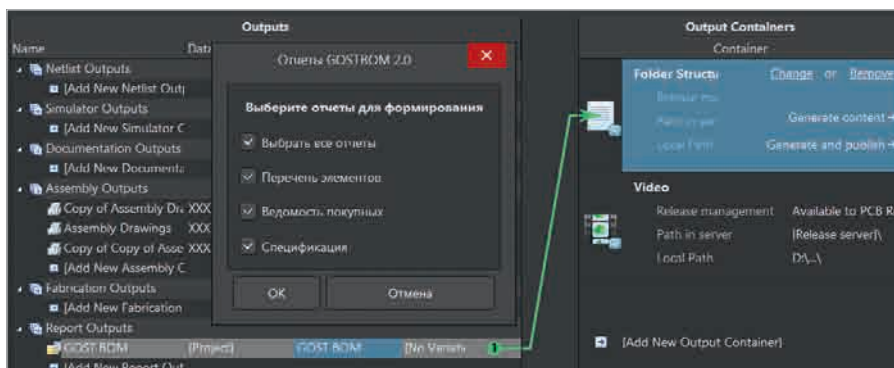 Outputs
Name Data
Netlist Outputs
[Add New Netlist Outp
Simulator Outputs
[Add New Simulator C
Documentation Outputs
[Add New Documenta
Assembly Outputs
Copy of Assembly Dra XXX
Assembly Drawings XXX
Copy of Copy of Asse XXX
[Add New Assembly C
Fabrication Outputs
[Add New Fabrication
Report Outputs
GOST BOM [Project] GOST BOM [No Variati 1
[Add New Report Out
Отчеты GOSTBOM 2.0
Выберите отчеты для формирования
Выбрать все отчеты
Перечень элементов
Ведомость покупных
Спецификация
OK Отмена
Output Containers
Container
Folder Structu Change or Remove
Generate content
Local Path Generate and publish
Video
Release management Available to PCB R
Path in server [Release server]\
Local Path D:\...\
[Add New Output Container]